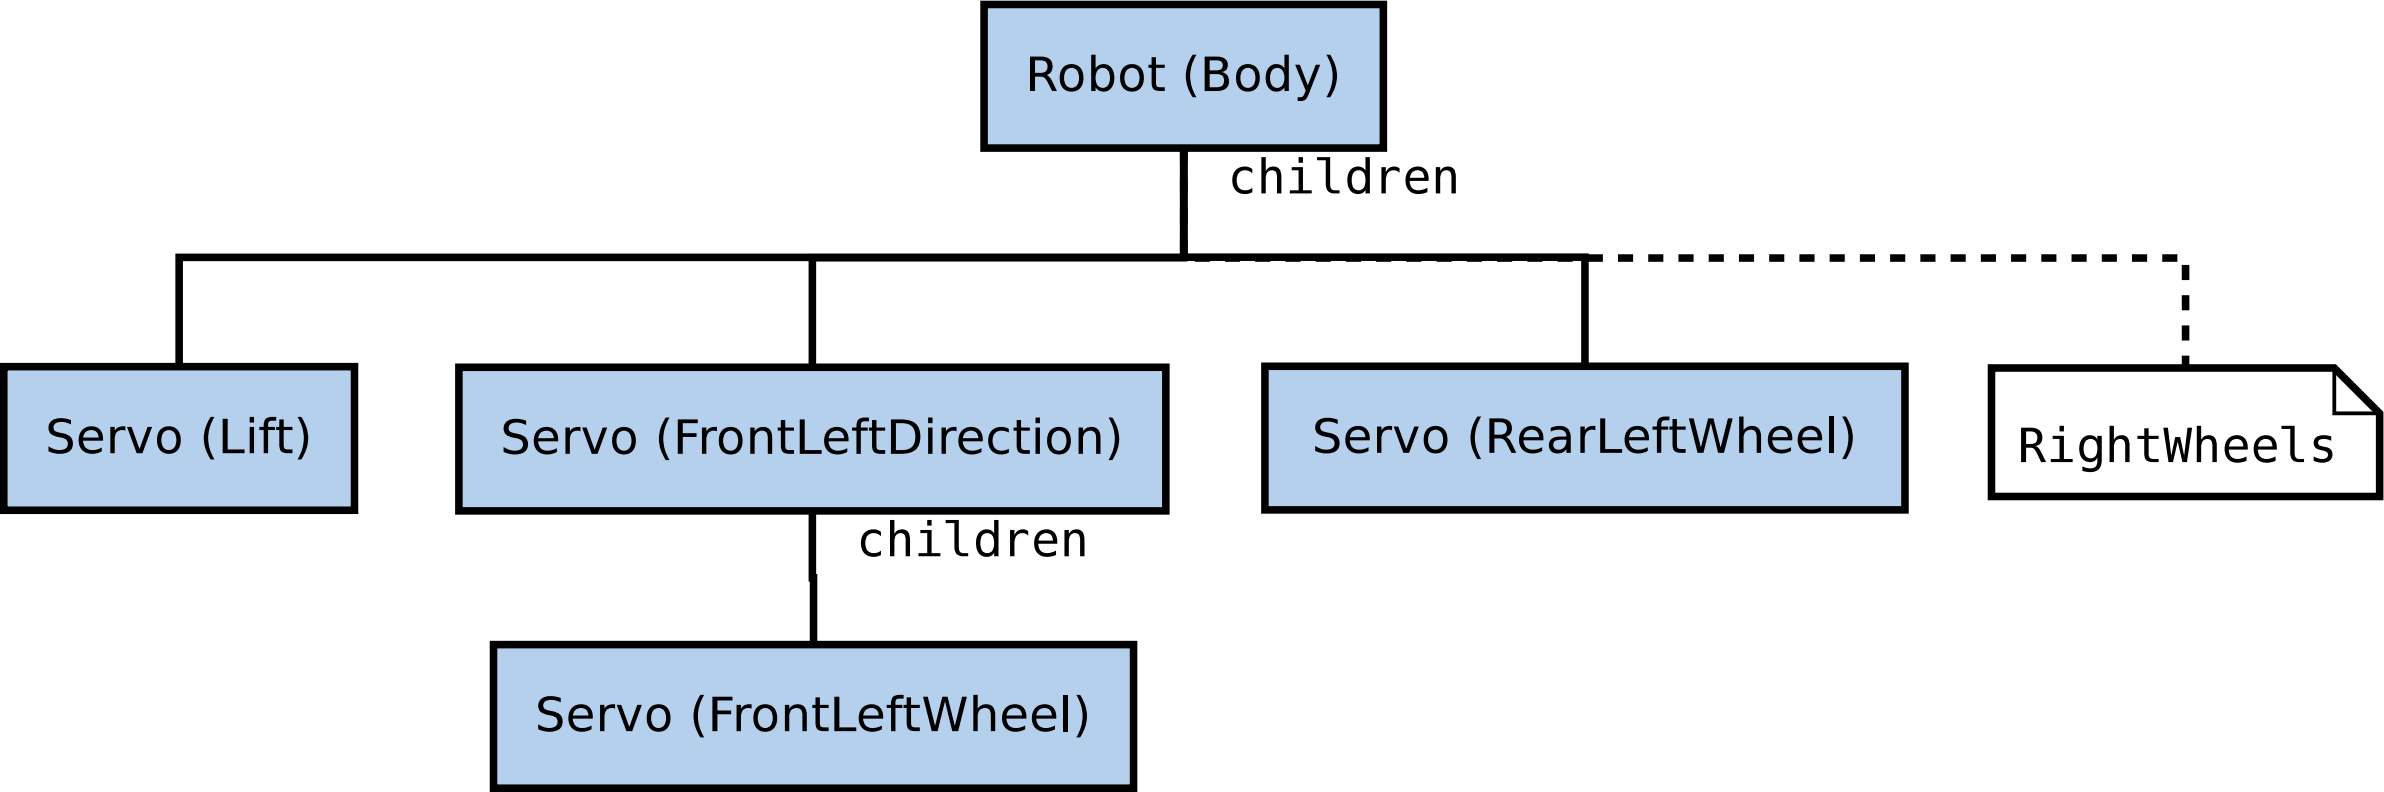 Robot (Body)
children
Servo (Lift)
Servo (FrontLeftDirection)
Servo (RearLeftWheel)
RightWheels
children
Servo (FrontLeftWheel)